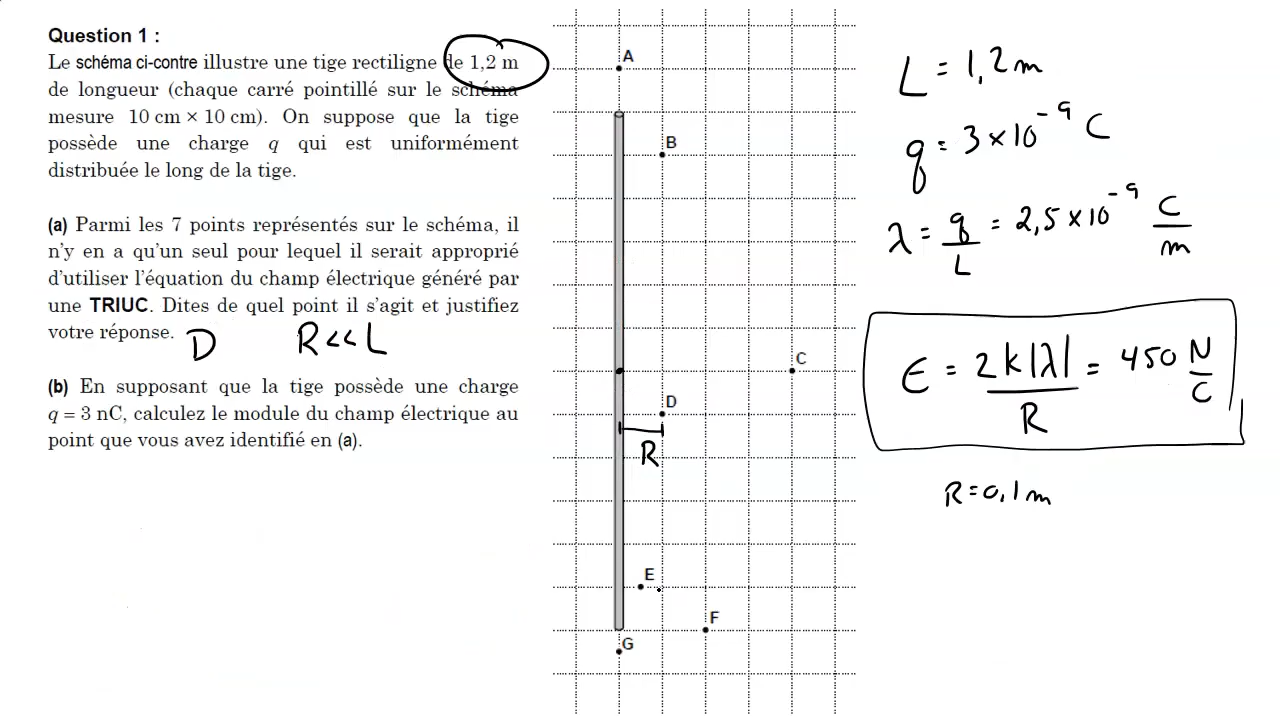 Question 1 :
Le schéma ci-contre illustre une tige rectiligne de 1,2 m
de longueur (chaque carré pointillé sur le schéma
mesure 10 cm × 10 cm). On suppose que la tige
possède une charge q qui est uniformément
distribuée le long de la tige.
(a) Parmi les 7 points représentés sur le schéma, il
n'y en a qu'un seul pour lequel il serait approprié
d'utiliser l'équation du champ électrique généré par
une TRIUC. Dites de quel point il s'agit et justifiez
votre réponse. D R<<L
(b) En supposant que la tige possède une charge
q = 3 nC, calculez le module du champ électrique au
point que vous avez identifié en (a).
A
B
C
D
R
E
F
G
L = 1,2 m
q = 3 × 10⁻⁹ C
λ = q/L = 2,5 × 10⁻⁹ C/m
E = 2k|λ|/R = 450 N/C
R = 0,1 m